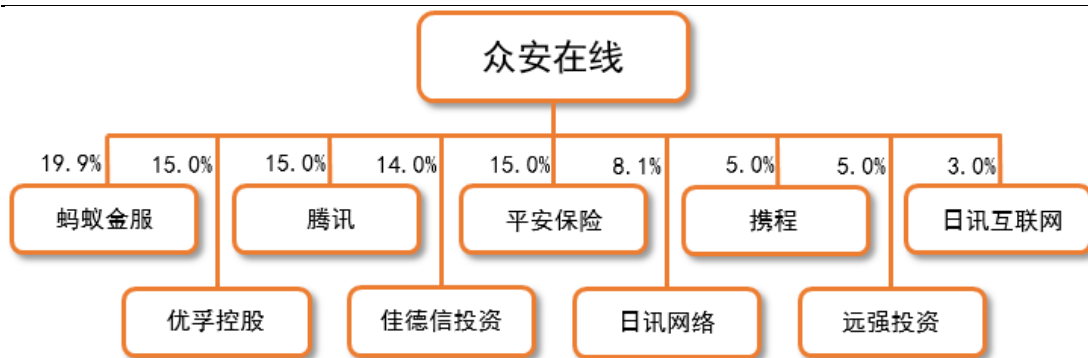 众安在线
19.9%
15.0%
15.0%
14.0%
15.0%
8.1%
5.0%
5.0%
3.0%
蚂蚁金服
腾讯
平安保险
携程
日讯互联网
优孚控股
佳德信投资
日讯网络
远强投资